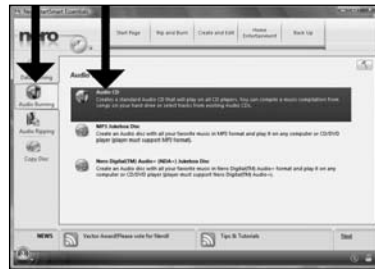 Nero StartSmart Essentials
nero
Start Page
Rip and Burn
Create and Edit
Home
Entertainment
Back Up
Audio
Audio Burning
Audio Ripping
Copy Disc
Audio CD
Creates a standard Audio CD that will play on all CD players. You can compile a music compilation from
songs on your hard drive or select tracks from existing Audio CDs.
MP3 Jukebox Disc
Create an Audio disc with all your favorite music in MP3 format and play it on any computer or CD/DVD
player (player must support MP3 format).
Nero Digital(TM) Audio+ (NDA+) Jukebox Disc
Create an Audio disc with all your favorite music in Nero Digital(TM) Audio+ format and play it on any
computer or CD/DVD player (player must support Nero Digital(TM) Audio+).
NEWS
Vector Award!Please vote for Nero8!
Tips & Tutorials
Next